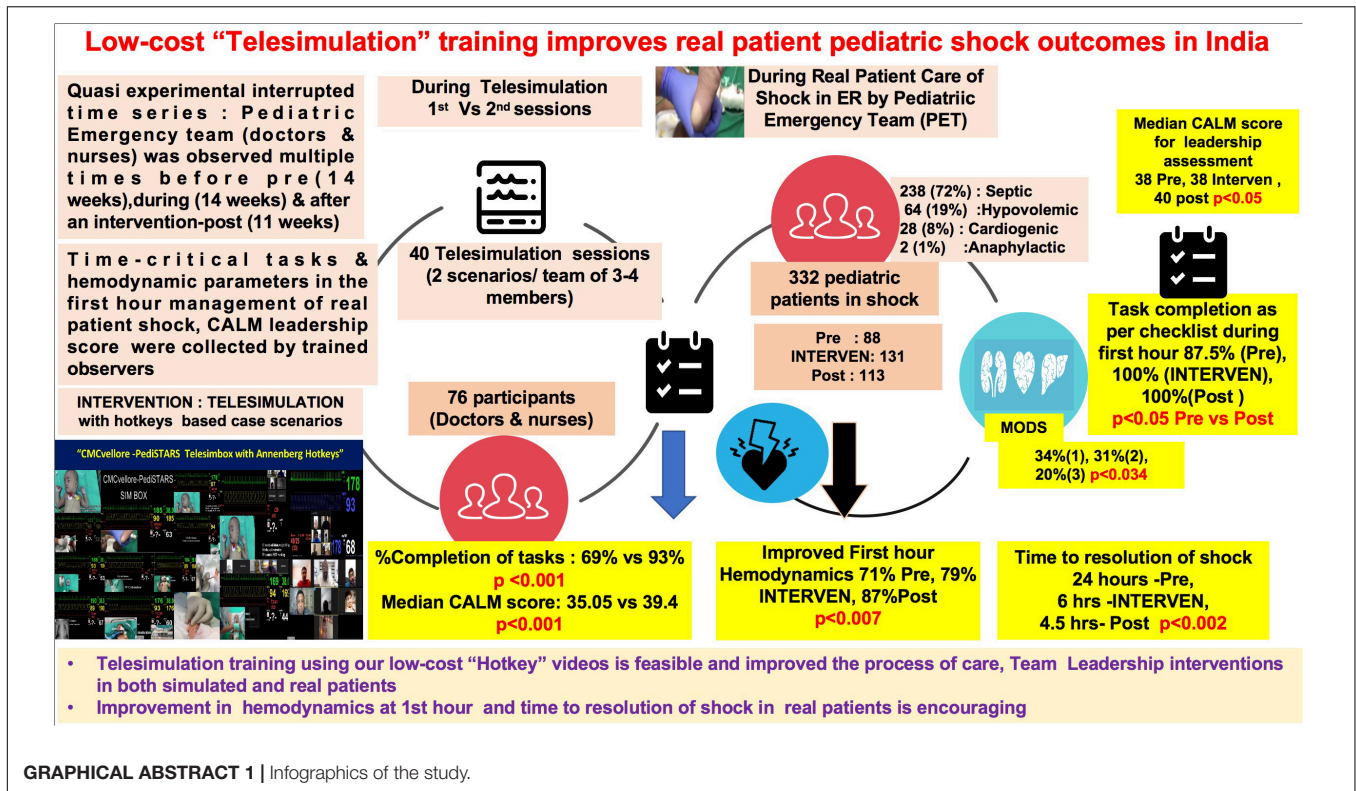 Low-cost “Telesimulation” training improves real patient pediatric shock outcomes in India
Quasi experimental interrupted
time series : Pediatric
Emergency team (doctors &
nurses) was observed multiple
times before pre(14
weeks),during (14 weeks) & after
an intervention-post (11 weeks)
Time-critical tasks &
hemodynamic parameters in the
first hour management of real
patient shock, CALM leadership
score were collected by trained
observers
INTERVENTION : TELESIMULATION
with hotkeys based case scenarios
“CMCvellore -PediSTARS Telesimbox with Annenberg Hotkeys”
CMCvellore-PediSTARS-
SIM BOX
During Telesimulation
1st Vs 2nd sessions
40 Telesimulation sessions
(2 scenarios/ team of 3-4
members)
76 participants
(Doctors & nurses)
%Completion of tasks : 69% vs 93%
p <0.001
Median CALM score: 35.05 vs 39.4
p<0.001
During Real Patient Care of
Shock in ER by Pediatriic
Emergency Team (PET)
238 (72%) : Septic
64 (19%) :Hypovolemic
28 (8%) : Cardiogenic
2 (1%) :Anaphylactic
332 pediatric
patients in shock
Pre : 88
INTERVEN: 131
Post : 113
Improved First hour
Hemodynamics 71% Pre, 79%
INTERVEN, 87%Post
p<0.007
Median CALM score
for leadership
assessment
38 Pre, 38 Interven ,
40 post p<0.05
Task completion as
per checklist during
first hour 87.5% (Pre),
100% (INTERVEN),
100%(Post )
p<0.05 Pre vs Post
MODS
34%(1), 31%(2),
20%(3) p<0.034
Time to resolution of shock
24 hours -Pre,
6 hrs -INTERVEN,
4.5 hrs- Post p<0.002
• Telesimulation training using our low-cost “Hotkey” videos is feasible and improved the process of care, Team Leadership interventions
in both simulated and real patients
• Improvement in hemodynamics at 1st hour and time to resolution of shock in real patients is encouraging
GRAPHICAL ABSTRACT 1 | Infographics of the study.